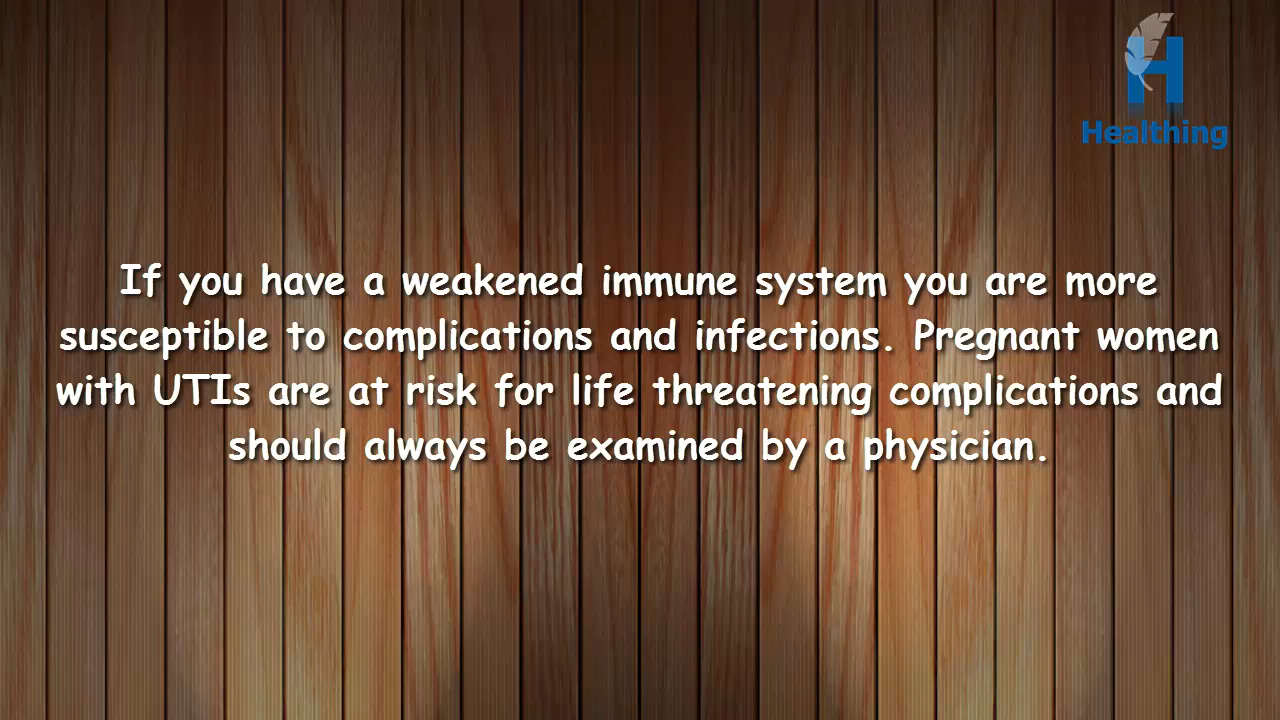 H
Healthing
If you have a weakened immune system you are more
susceptible to complications and infections. Pregnant women
with UTIs are at risk for life threatening complications and
should always be examined by a physician.